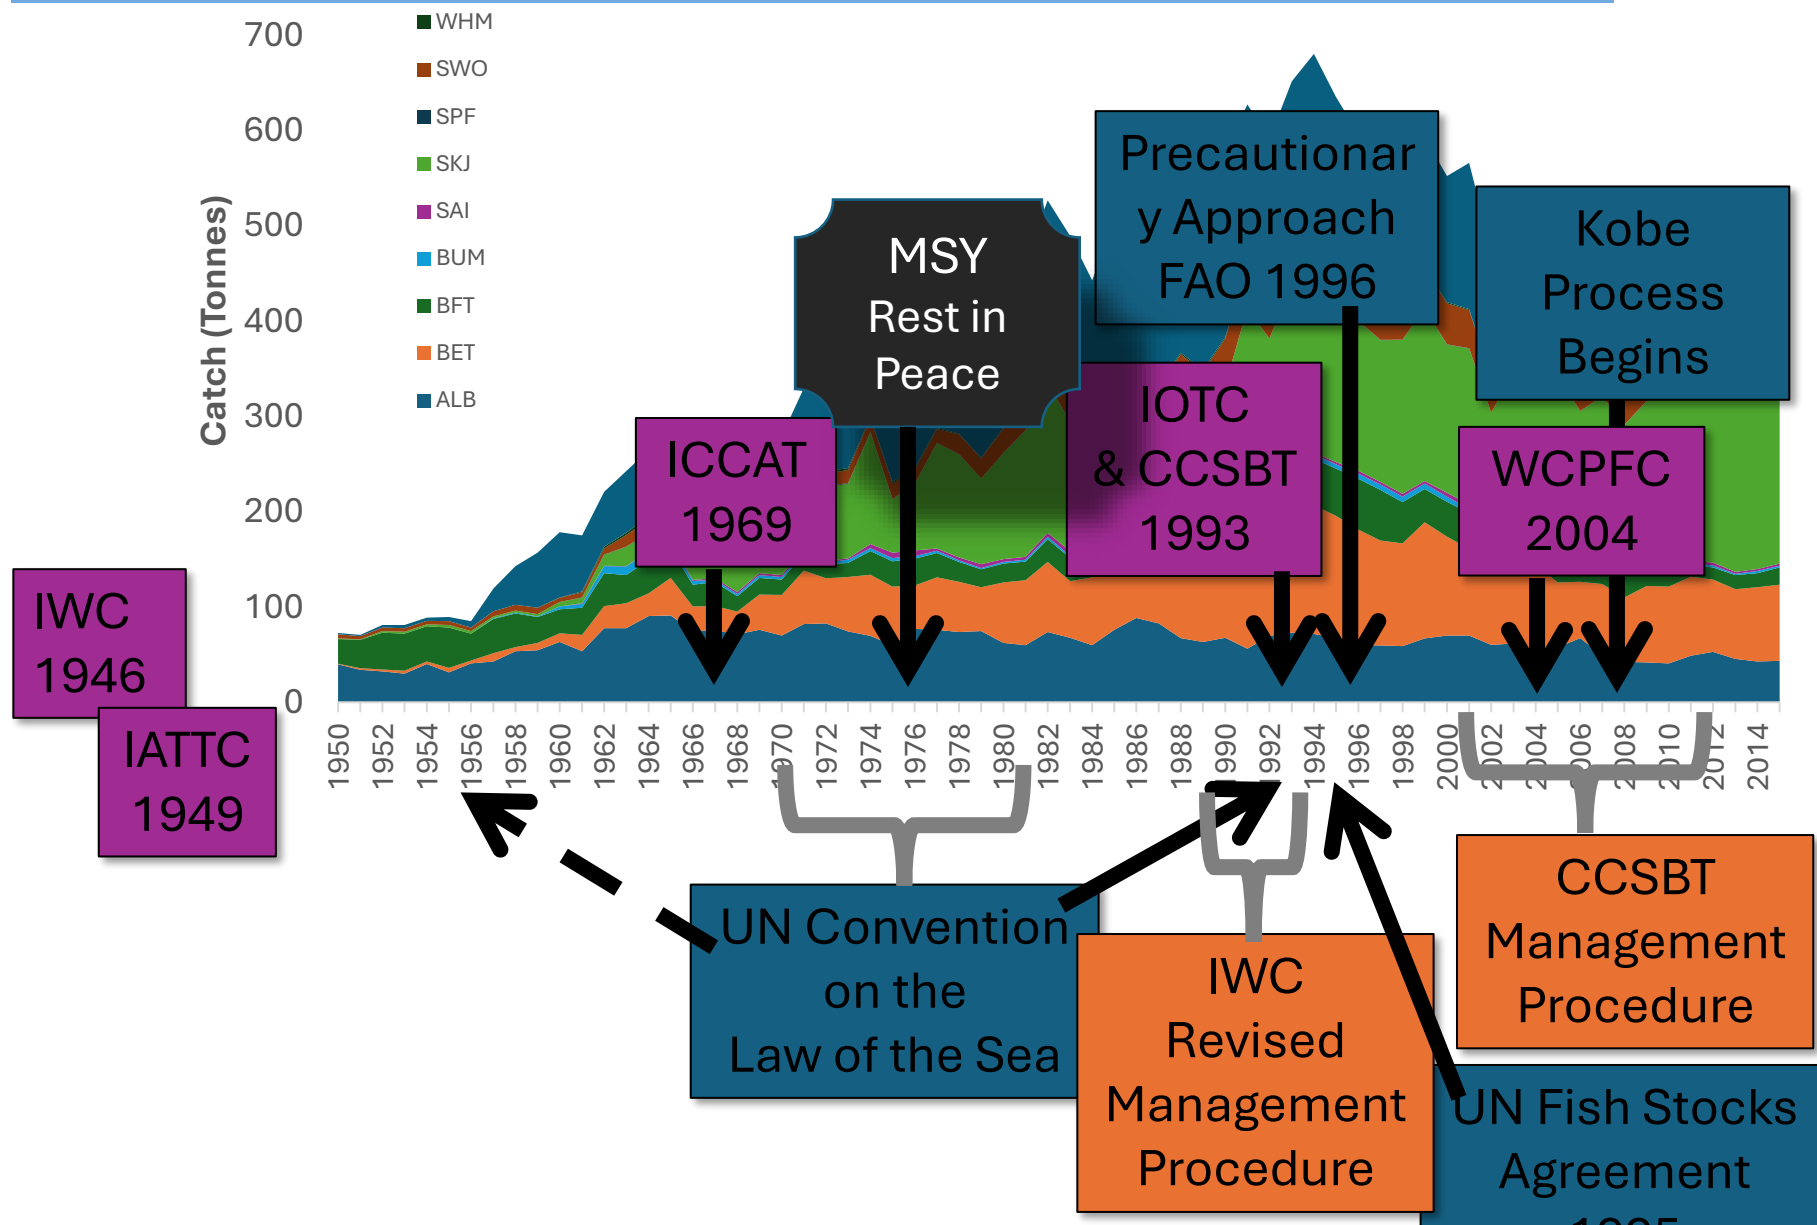 700
600
500
400
300
200
100
0
Catch (Tonnes)
WHM
SWO
SPF
SKJ
SAI
BUM
BFT
BET
ALB
MSY
Rest in
Peace
Precautionar
y Approach
FAO 1996
Kobe
Process
Begins
ICCAT
1969
IOTC
& CCSBT
1993
WCPFC
2004
IWC
1946
IATTC
1949
1950
1952
1954
1956
1958
1960
1962
1964
1966
1968
1970
1972
1974
1976
1978
1980
1982
1984
1986
1988
1990
1992
1994
1996
1998
2000
2002
2004
2006
2008
2010
2012
2014
UN Convention
on the
Law of the Sea
IWC
Revised
Management
Procedure
CCSBT
Management
Procedure
UN Fish Stocks
Agreement
1995